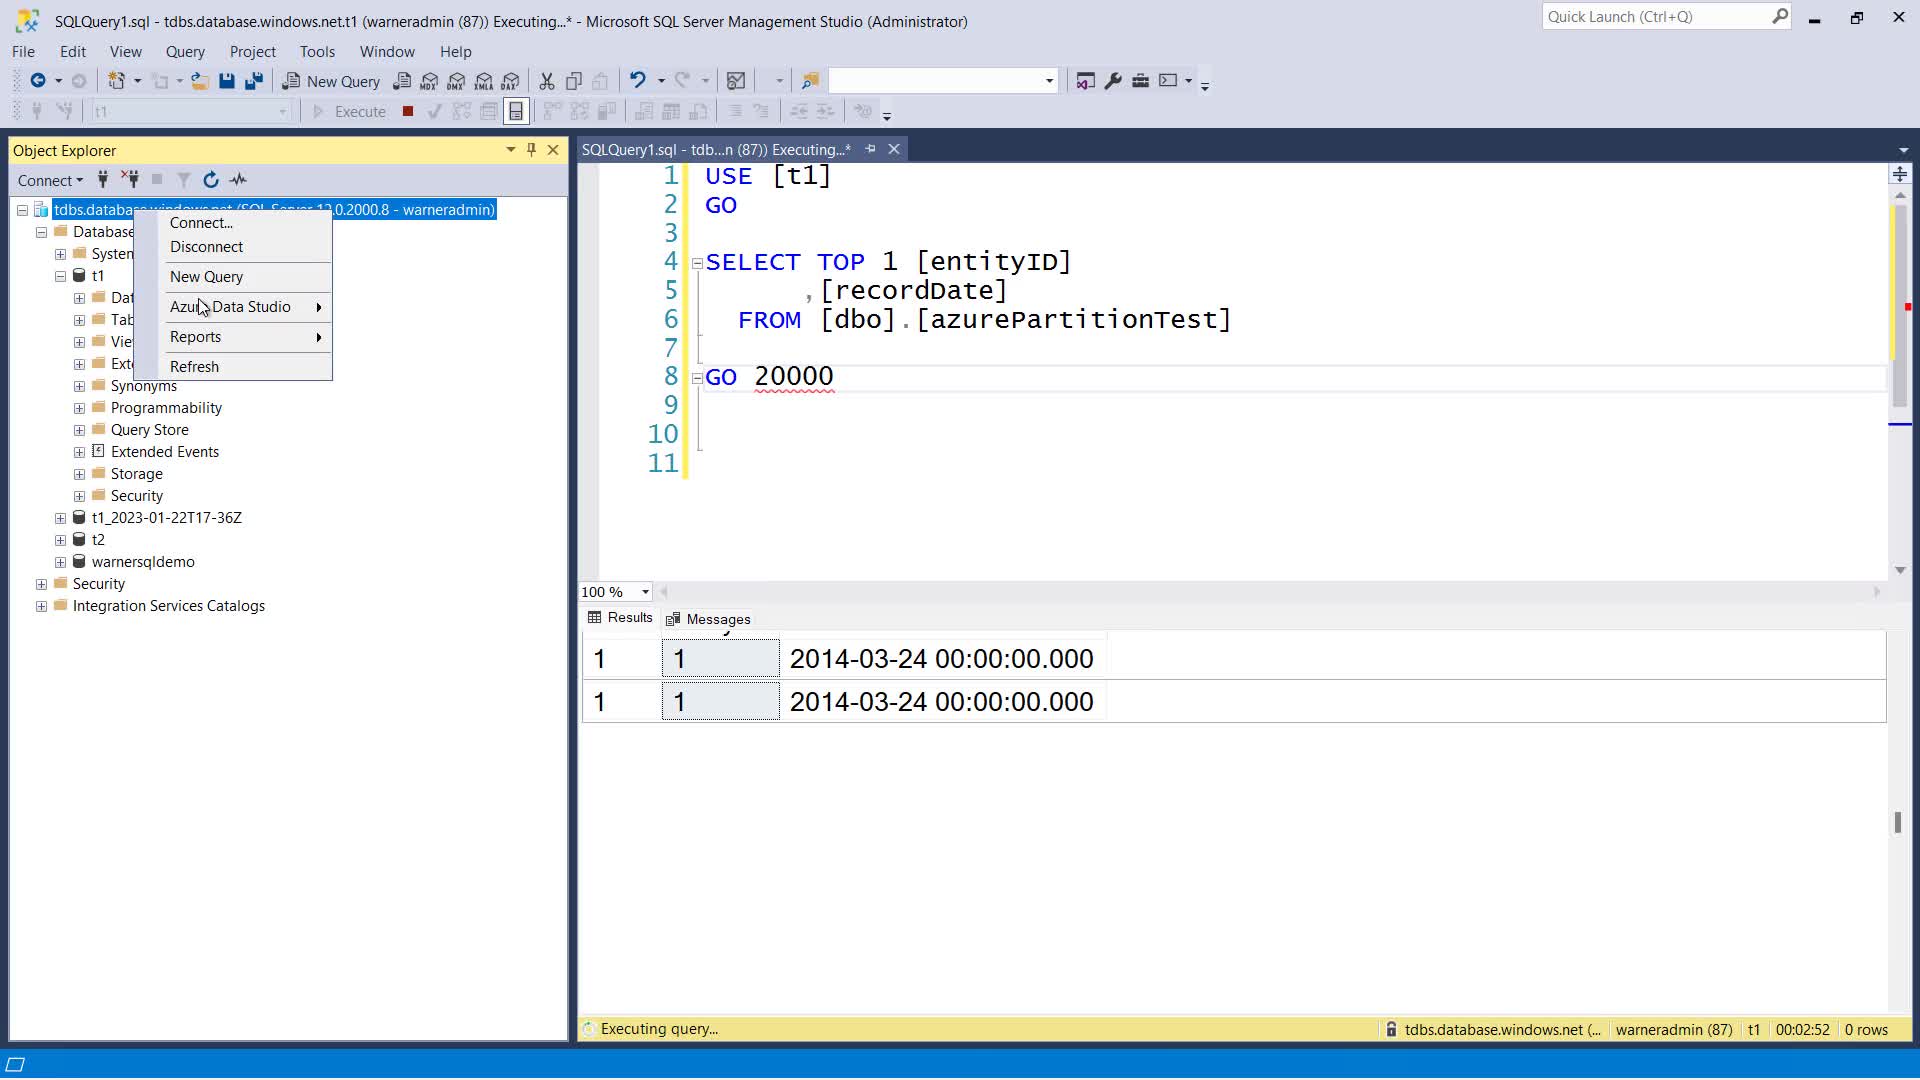 SQLQuery1.sql - tdbs.database.windows.net.t1 (warneradmin (87)) Executing...* - Microsoft SQL Server Management Studio (Administrator)
Quick Launch (Ctrl+Q)
File Edit View Query Project Tools Window Help
New Query MDX DMX XMLA DAX
t1 Execute
Object Explorer
Connect
tdbs.database.windows.net (SQL Server 12.0.2000.8 - warneradmin)
Database
System
t1
Synonyms
Programmability
Query Store
Extended Events
Storage
Security
t1_2023-01-22T17-36Z
t2
warnersqldemo
Security
Integration Services Catalogs
Connect...
Disconnect
New Query
Azure Data Studio
Reports
Refresh
SQLQuery1.sql - tdb...n (87)) Executing...*
1 USE [t1]
2 GO
3
4 SELECT TOP 1 [entityID]
5 ,[recordDate]
6 FROM [dbo].[azurePartitionTest]
7
8 GO 20000
9
10
11
100 %
Results Messages
1 1 2014-03-24 00:00:00.000
1 1 2014-03-24 00:00:00.000
Executing query... tdbs.database.windows.net (... warneradmin (87) t1 00:02:52 0 rows